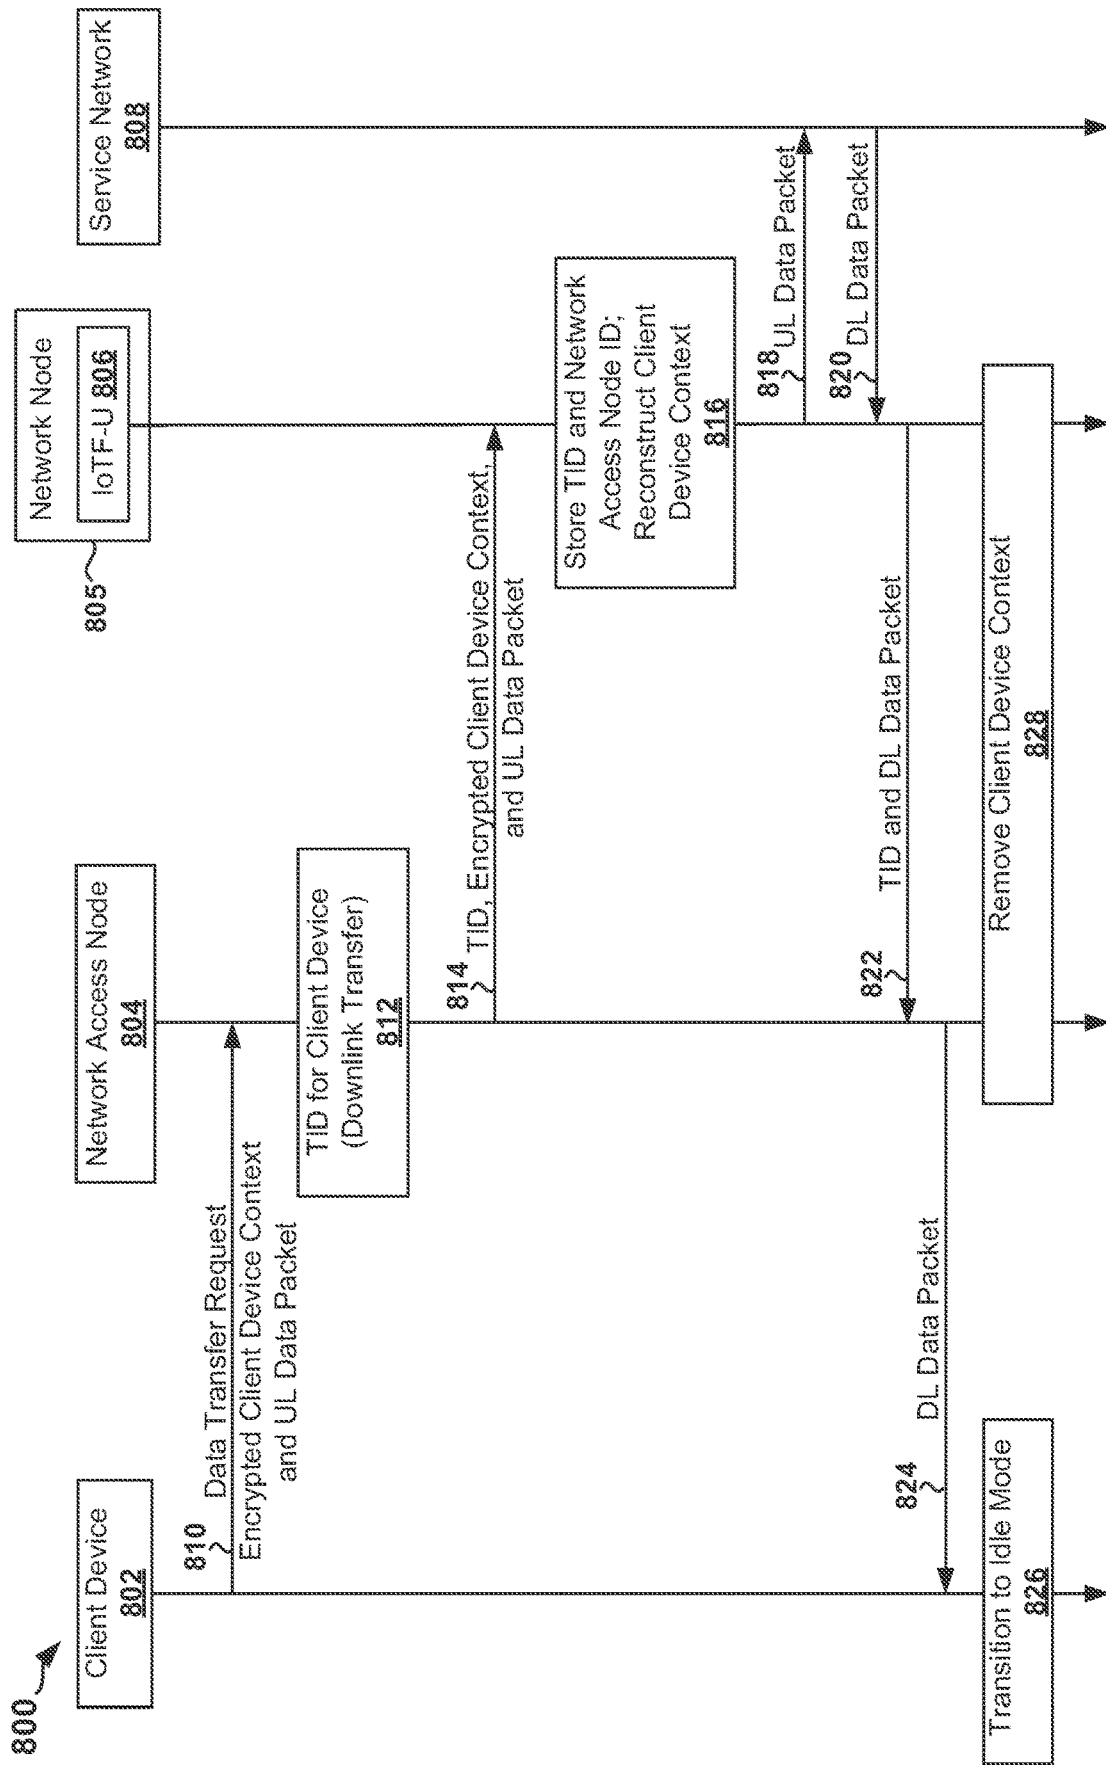 800
Client Device
802
Network Access Node
804
Network Node
IoTF-U 806
805
Service Network
808
810
Data Transfer Request
Encrypted Client Device Context
and UL Data Packet
TID for Client Device
(Downlink Transfer)
812
814
TID, Encrypted Client Device Context,
and UL Data Packet
Store TID and Network
Access Node ID;
Reconstruct Client
Device Context
816
818
UL Data Packet
820
DL Data Packet
822
TID and DL Data Packet
824
DL Data Packet
Transition to Idle Mode
826
Remove Client Device Context
828